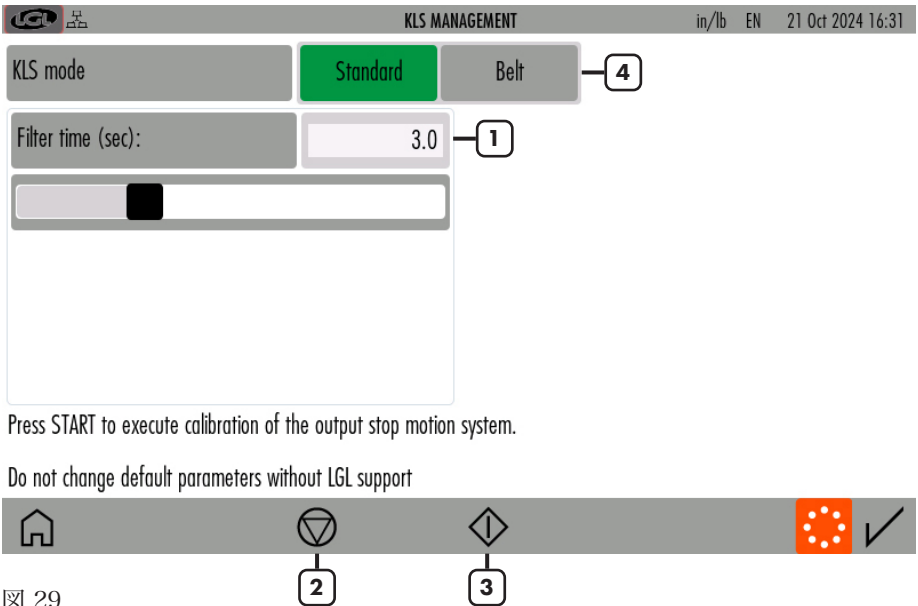 LGL KLS MANAGEMENT in/lb EN 21 Oct 2024 16:31
KLS mode Standard Belt 4
Filter time (sec): 3.0 1
Press START to execute calibration of the output stop motion system.
Do not change default parameters without LGL support
2 3
図 29